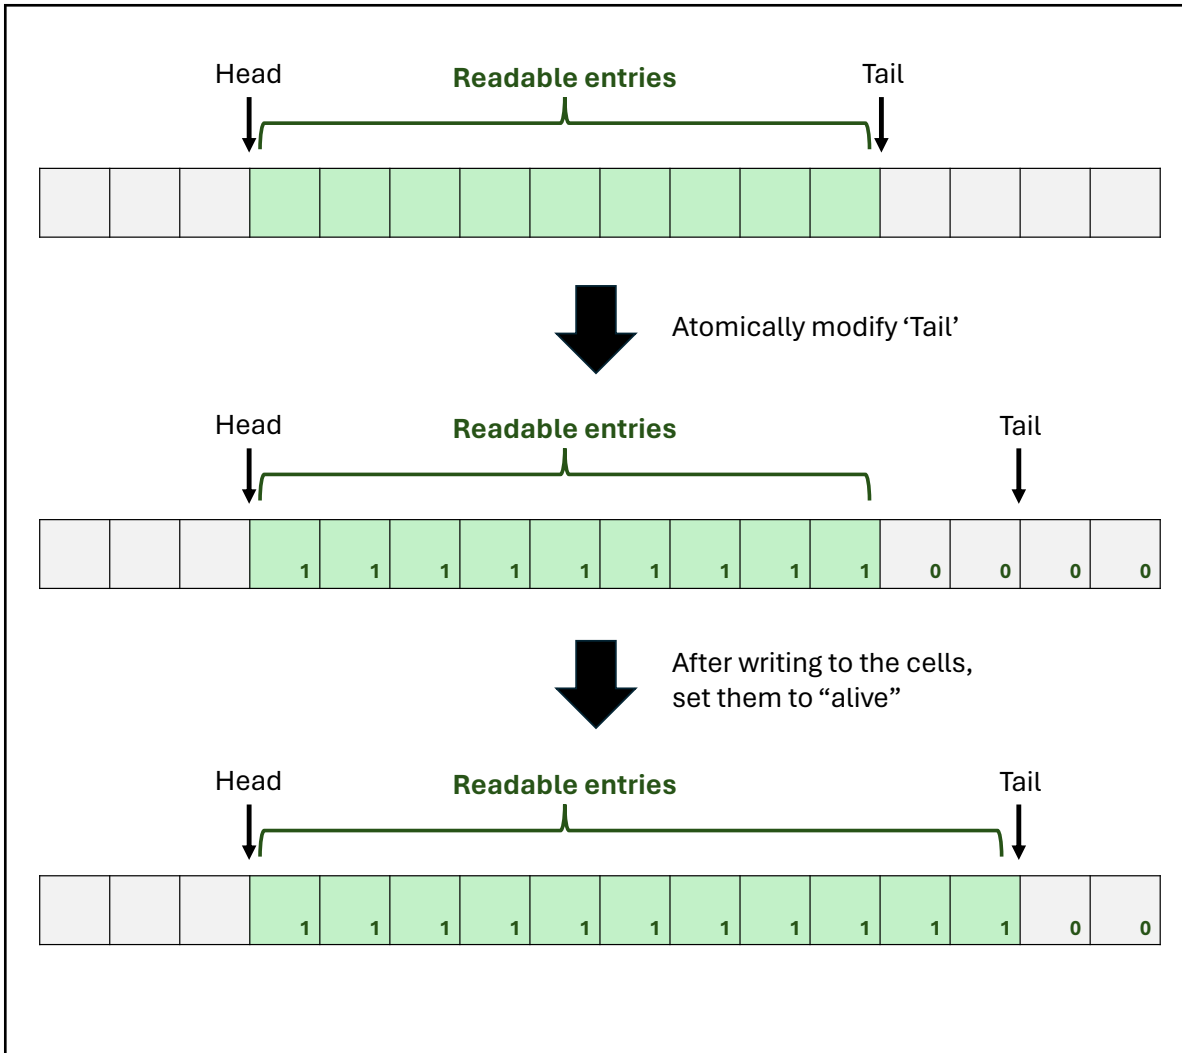 Head
Readable entries
Tail
Atomically modify ‘Tail’
Head
Readable entries
Tail
1 1 1 1 1 1 1 1 1 0 0 0 0
After writing to the cells,
set them to “alive”
Head
Readable entries
Tail
1 1 1 1 1 1 1 1 1 1 1 0 0